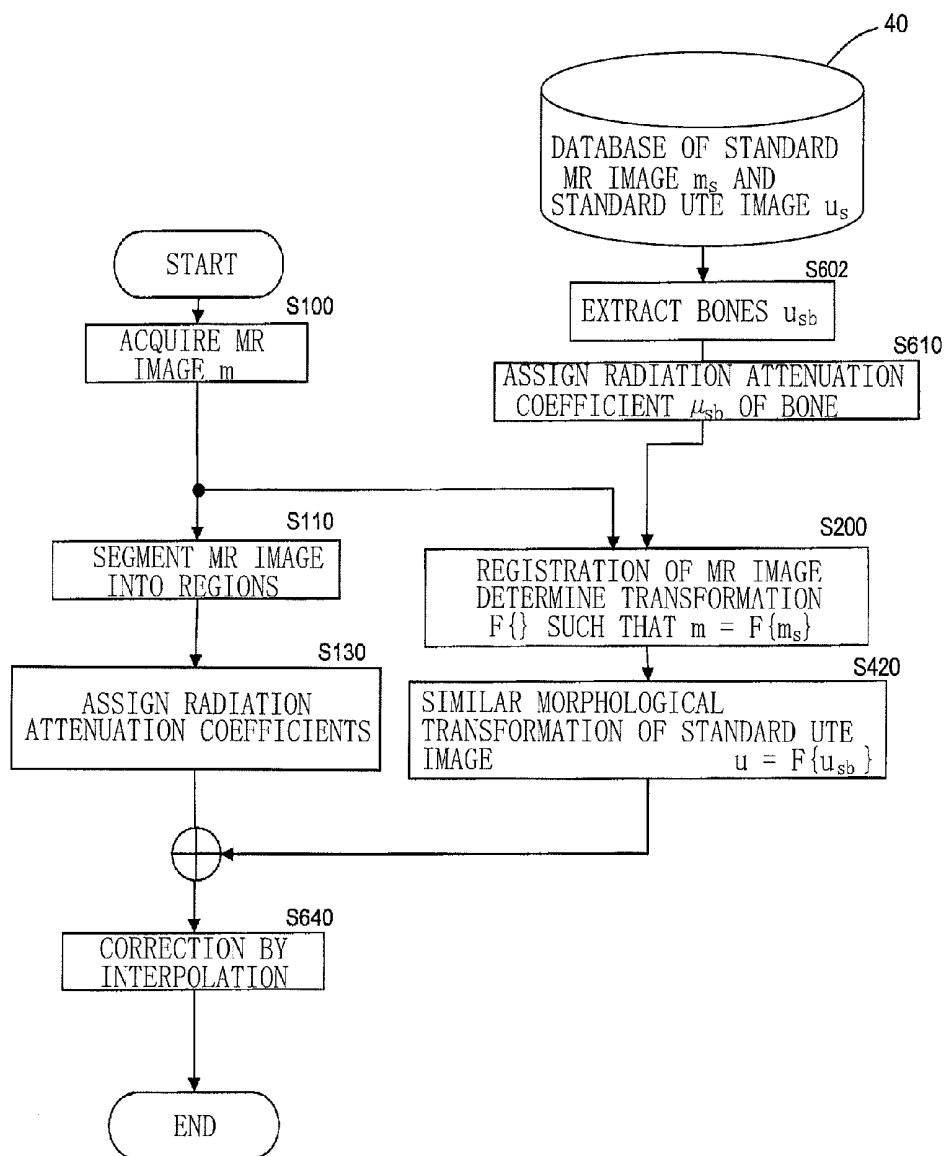 40
DATABASE OF STANDARD
MR IMAGE ms AND
STANDARD UTE IMAGE us
START
S602
EXTRACT BONES usb
S100
ACQUIRE MR
IMAGE m
S610
ASSIGN RADIATION ATTENUATION
COEFFICIENT μsb OF BONE
S110
SEGMENT MR IMAGE
INTO REGIONS
S200
REGISTRATION OF MR IMAGE
DETERMINE TRANSFORMATION
F{} SUCH THAT m = F{ms}
S130
ASSIGN RADIATION
ATTENUATION COEFFICIENTS
S420
SIMILAR MORPHOLOGICAL
TRANSFORMATION OF STANDARD UTE
IMAGE u = F{usb}
S640
CORRECTION BY
INTERPOLATION
END